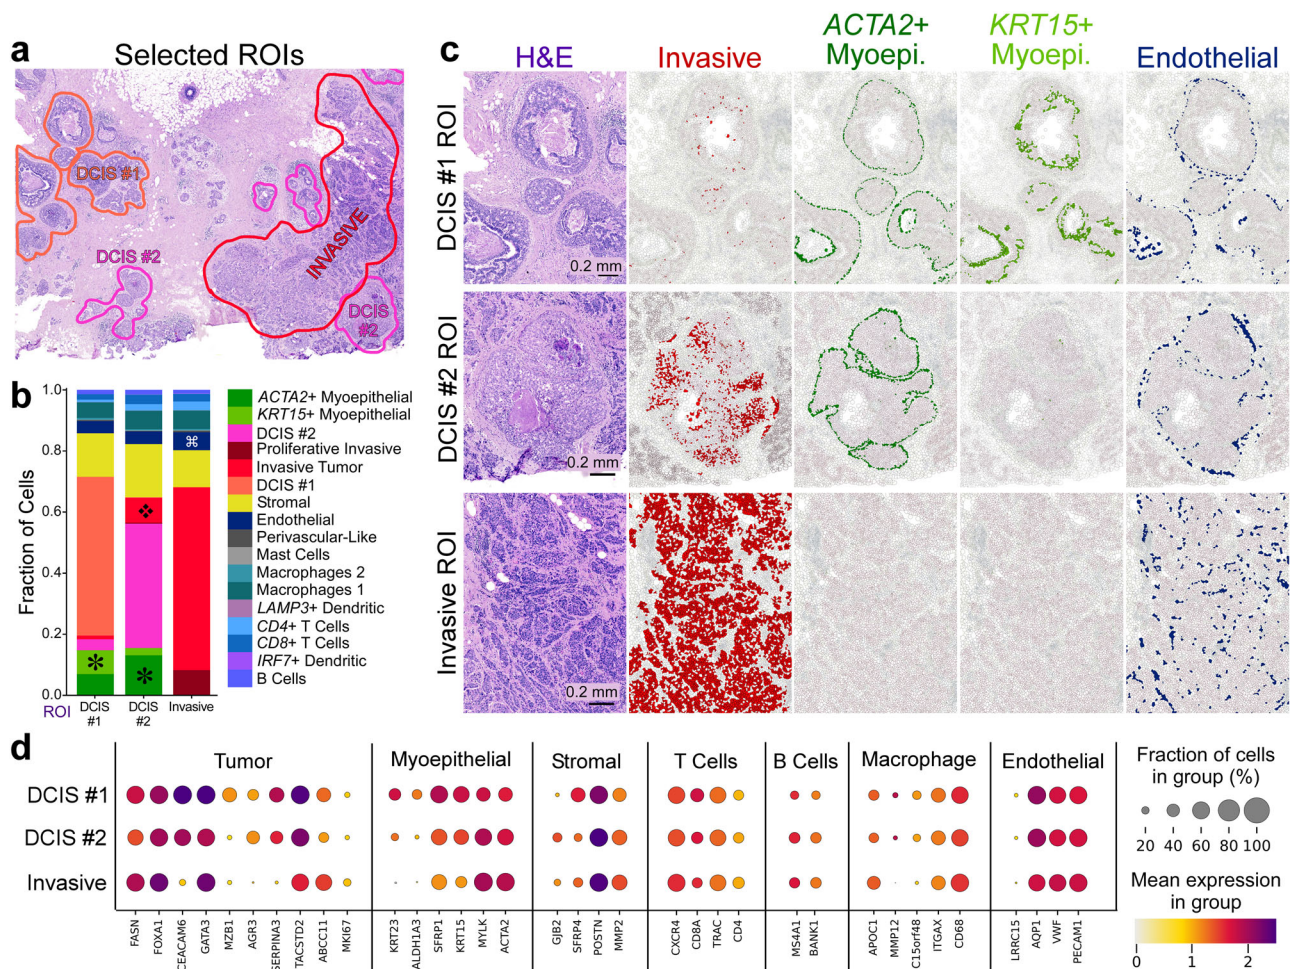 a
Selected ROIs
DCIS #1
DCIS #2
INVASIVE
DCIS
#2
b
Fraction of Cells
1.0
0.8
0.6
0.4
0.2
0.0
⌘
❖
✻
✻
ROI
DCIS
#1
DCIS
#2
Invasive
ACTA2+ Myoepithelial
KRT15+ Myoepithelial
DCIS #2
Proliferative Invasive
Invasive Tumor
DCIS #1
Stromal
Endothelial
Perivascular-Like
Mast Cells
Macrophages 2
Macrophages 1
LAMP3+ Dendritic
CD4+ T Cells
CD8+ T Cells
IRF7+ Dendritic
B Cells
c
H&E
Invasive
ACTA2+
Myoepi.
KRT15+
Myoepi.
Endothelial
DCIS #1 ROI
0.2 mm
DCIS #2 ROI
0.2 mm
Invasive ROI
0.2 mm
d
Tumor
Myoepithelial
Stromal
T Cells
B Cells
Macrophage
Endothelial
DCIS #1
DCIS #2
Invasive
FASN
FOXA1
CEACAM6
GATA3
MZB1
AGR3
SERPINA3
TACSTD2
ABCC11
MKI67
KRT23
ALDH1A3
SFRP1
KRT15
MYLK
ACTA2
GJB2
SFRP4
POSTN
MMP2
CXCR4
CD8A
TRAC
CD4
MS4A1
BANK1
APOC1
MMP12
C15orf48
ITGAX
CD68
LRRC15
AQP1
VWF
PECAM1
Fraction of cells
in group (%)
20 40 60 80 100
Mean expression
in group
0 1 2